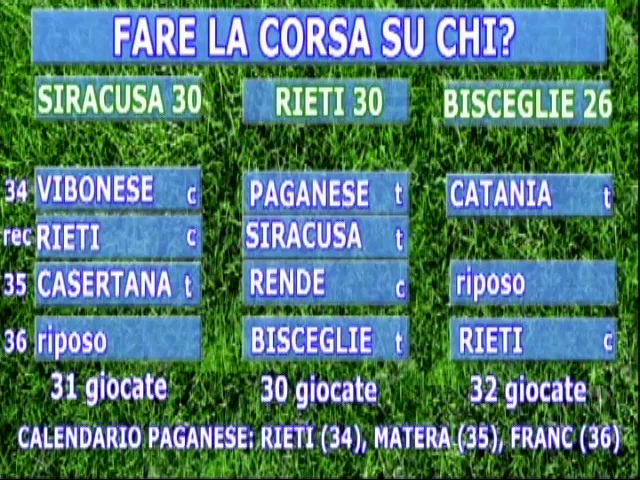 FARE LA CORSA SU CHI?
SIRACUSA 30 RIETI 30 BISCEGLIE 26
34 VIBONESE c PAGANESE t CATANIA t
rec RIETI c SIRACUSA t
35 CASERTANA t RENDE c riposo
36 riposo BISCEGLIE t RIETI c
31 giocate 30 giocate 32 giocate
CALENDARIO PAGANESE: RIETI (34), MATERA (35), FRANC (36)